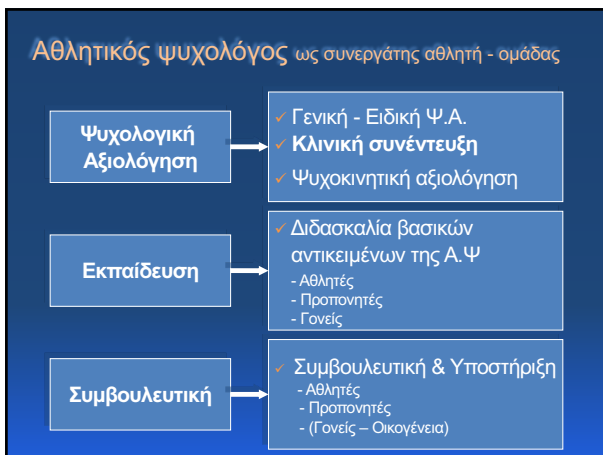 Αθλητικός ψυχολόγος ως συνεργάτης αθλητή - ομάδας
Ψυχολογική
Αξιολόγηση
✓ Γενική - Ειδική Ψ.Α.
✓ Κλινική συνέντευξη
✓ Ψυχοκινητική αξιολόγηση
Εκπαίδευση
✓ Διδασκαλία βασικών
αντικειμένων της Α.Ψ
- Αθλητές
- Προπονητές
- Γονείς
Συμβουλευτική
✓ Συμβουλευτική & Υποστήριξη
- Αθλητές
- Προπονητές
- (Γονείς – Οικογένεια)